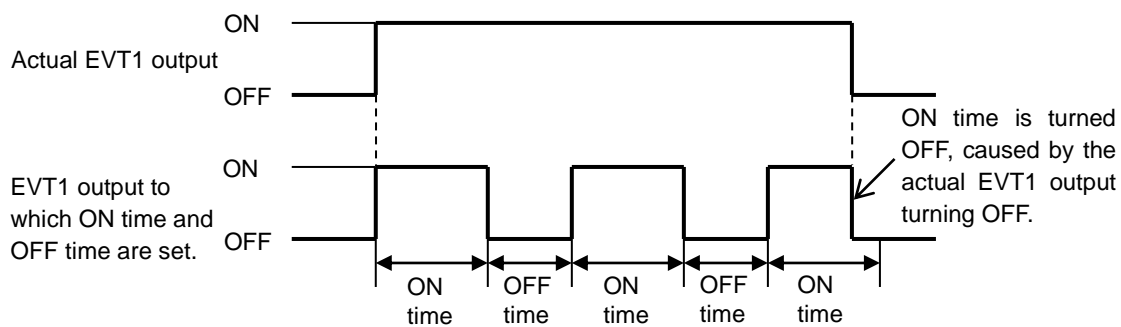 ON
Actual EVT1 output
OFF
ON time is turned
OFF, caused by the
actual EVT1 output
turning OFF.
ON
EVT1 output to
which ON time and
OFF time are set.
OFF
ON
time
OFF
time
ON
time
OFF
time
ON
time